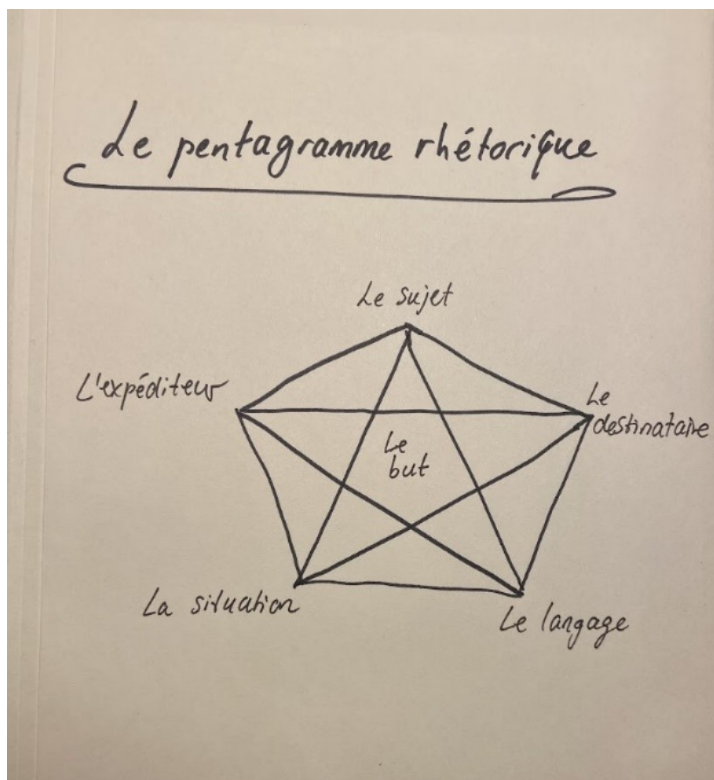 Le pentagramme rhétorique
Le sujet
L'expéditeur
Le
destinataire
Le
but
La situation
Le langage